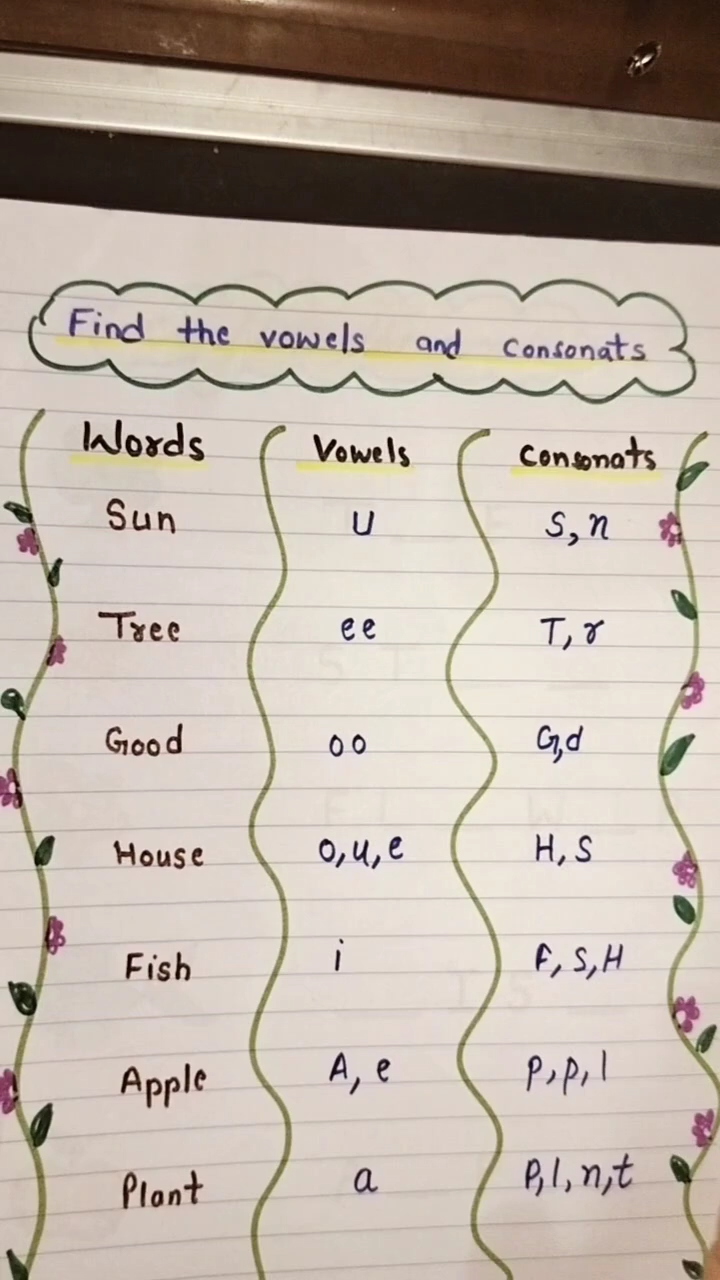 Find the vowels and consonats
Words Vowels consonats
Sun u S, n
Tree ee T, r
Good oo G,d
House o,u,e H, S
Fish i F, S, H
Apple A, e P, p, l
Plant a P, l, n, t